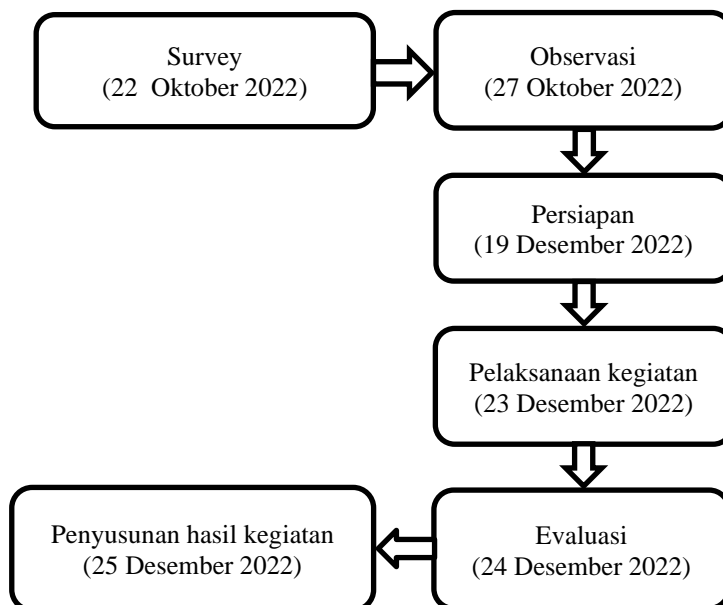 Survey
(22  Oktober 2022)
Observasi
(27 Oktober 2022)
Persiapan
(19 Desember 2022)
Pelaksanaan kegiatan
(23 Desember 2022)
Evaluasi
(24 Desember 2022)
Penyusunan hasil kegiatan
(25 Desember 2022)